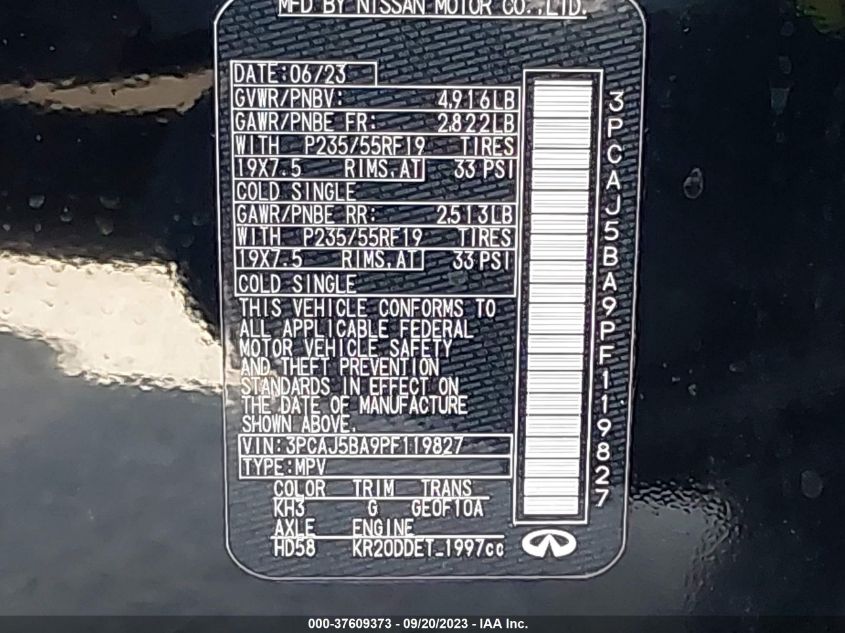 MFD BY NISSAN MOTOR CO.,LTD.
DATE:06/23
GVWR/PNBV: 4,916LB
GAWR/PNBE FR: 2,822LB
WITH P235/55RF19 TIRES
19X7.5 RIMS,AT 33 PSI
COLD SINGLE
GAWR/PNBE RR: 2,513LB
WITH P235/55RF19 TIRES
19X7.5 RIMS,AT 33 PSI
COLD SINGLE
THIS VEHICLE CONFORMS TO
ALL APPLICABLE FEDERAL
MOTOR VEHICLE SAFETY
AND THEFT PREVENTION
STANDARDS IN EFFECT ON
THE DATE OF MANUFACTURE
SHOWN ABOVE.
VIN:3PCAJ5BA9PF119827
TYPE:MPV
COLOR TRIM TRANS
KH3 G GEOF10A
AXLE ENGINE
HD58 KR20DDET_1997cc
3PCAJ5BA9PF119827
000-37609373 - 09/20/2023 - IAA Inc.